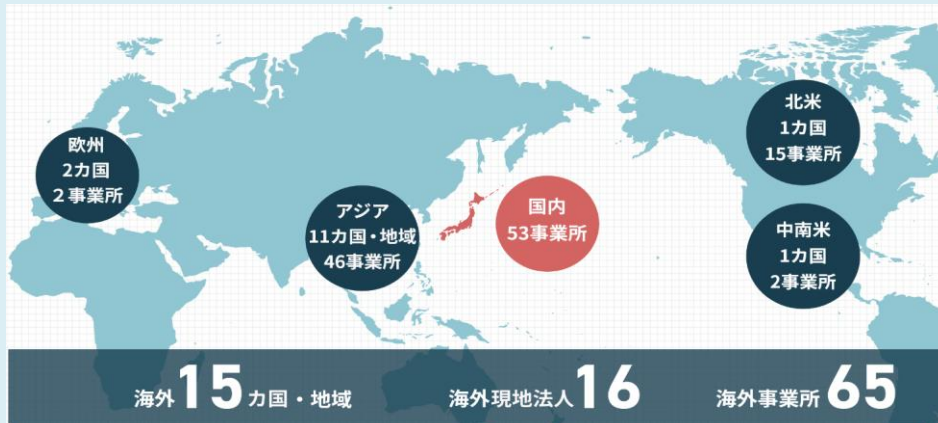 欧州
2カ国
２事業所
アジア
11カ国・地域
46事業所
国内
53事業所
北米
1カ国
15事業所
中南米
1カ国
2事業所
海外15カ国・地域
海外現地法人16
海外事業所65